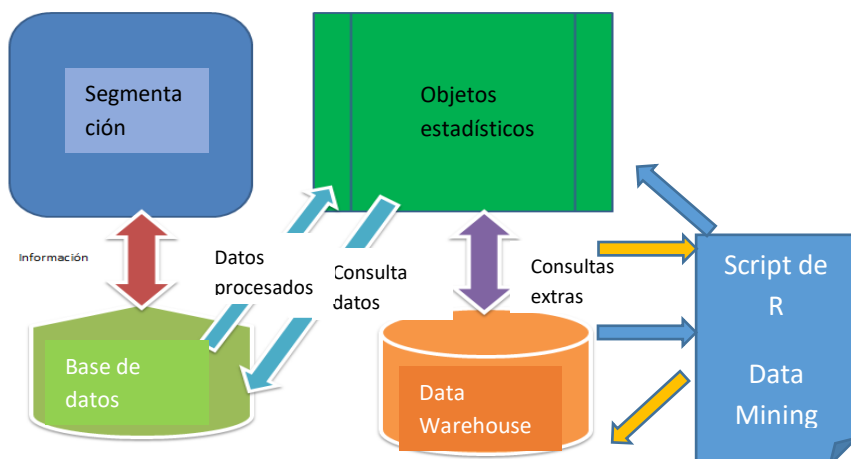 Segmenta
ción
Objetos
estadísticos
Información
Datos
procesados
Consulta
datos
Consultas
extras
Script de
R
Data
Mining
Base de
datos
Data
Warehouse